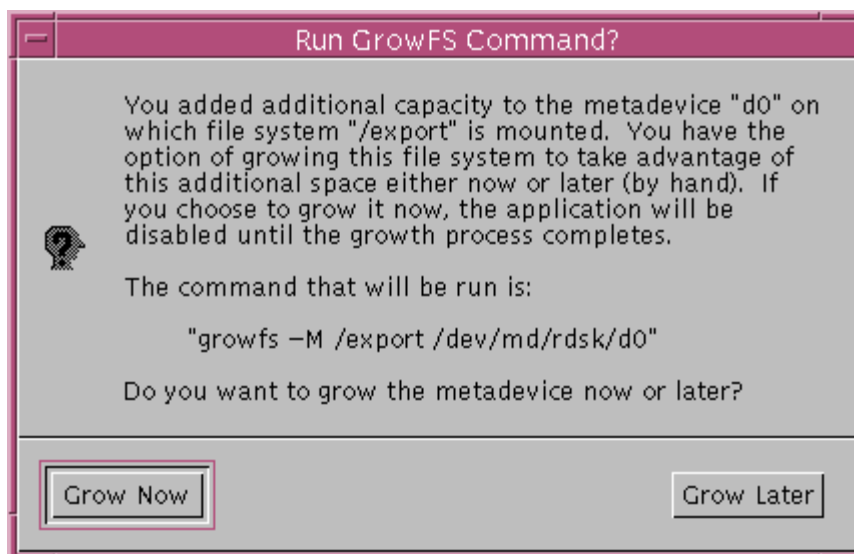 Run GrowFS Command?
You added additional capacity to the metadevice "d0" on
which file system "/export" is mounted.  You have the
option of growing this file system to take advantage of
this additional space either now or later (by hand).  If
you choose to grow it now, the application will be
disabled until the growth process completes.
The command that will be run is:
"growfs –M /export /dev/md/rdsk/d0"
Do you want to grow the metadevice now or later?
Grow Now
Grow Later